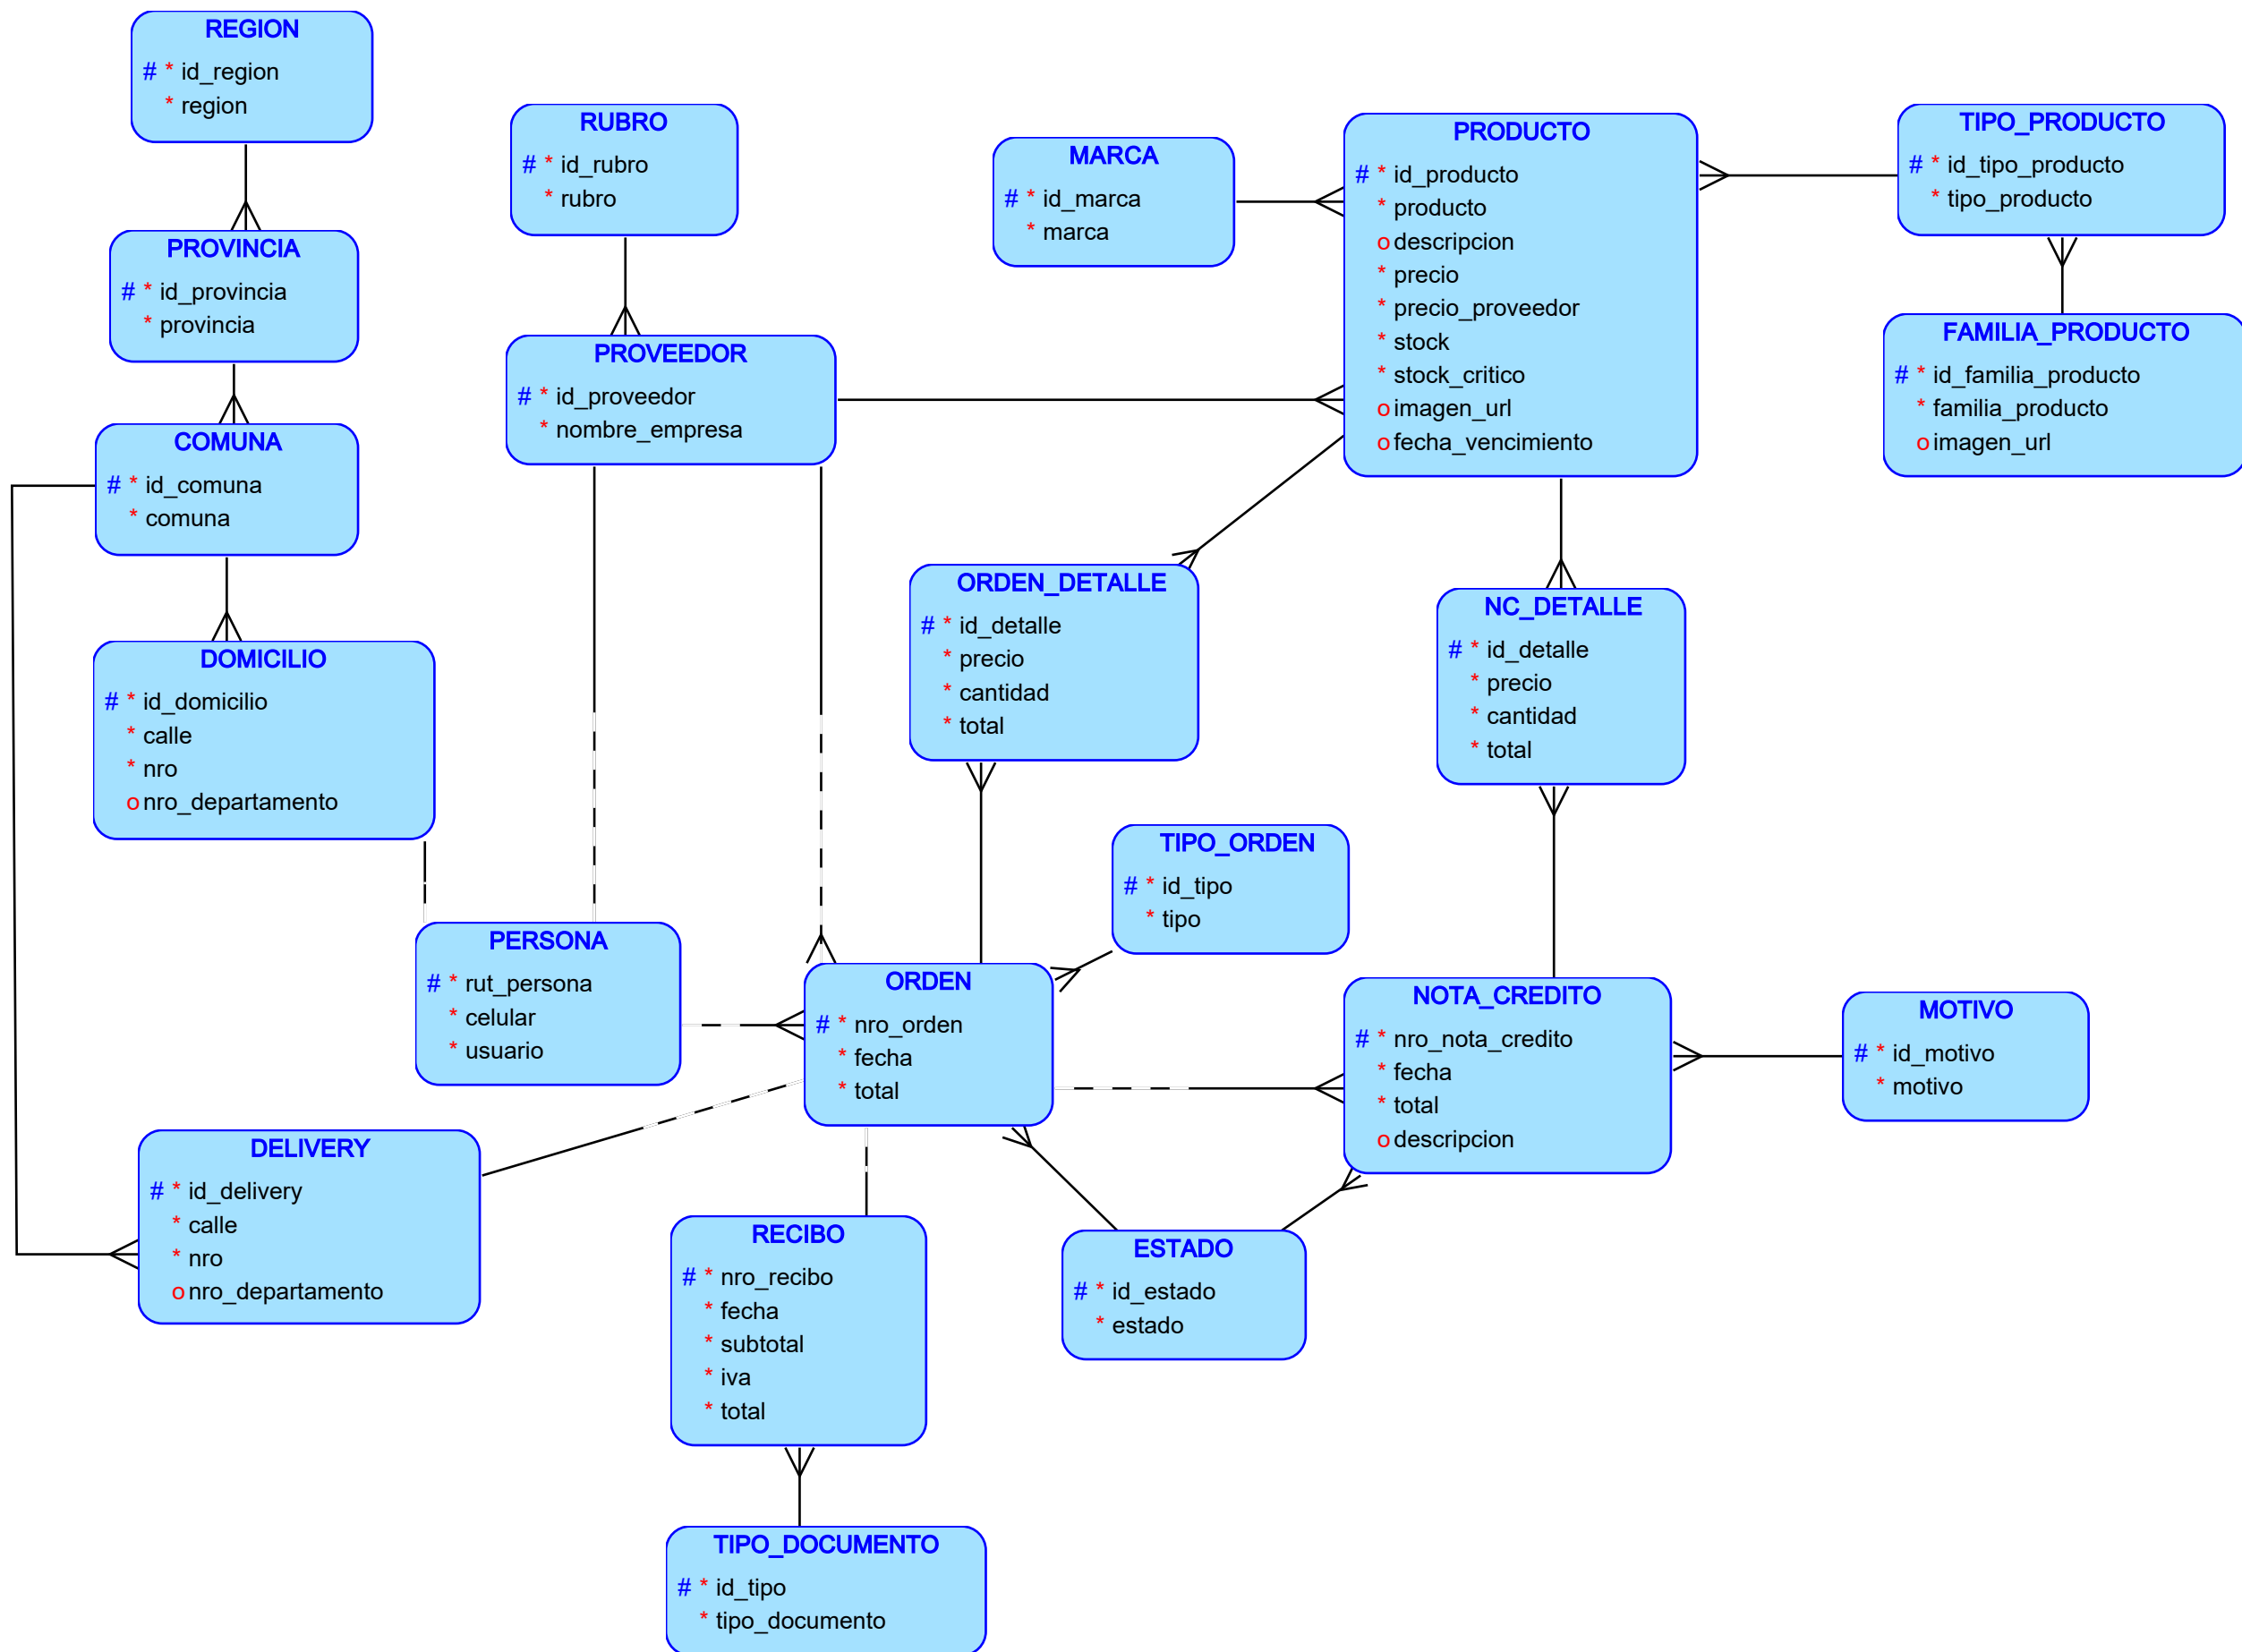 REGION
# * id_region
* region
RUBRO
# * id_rubro
* rubro
MARCA
# * id_marca
* marca
PRODUCTO
# * id_producto
* producto
o descripcion
* precio
* precio_proveedor
* stock
* stock_critico
o imagen_url
o fecha_vencimiento
TIPO_PRODUCTO
# * id_tipo_producto
* tipo_producto
PROVINCIA
# * id_provincia
* provincia
PROVEEDOR
# * id_proveedor
* nombre_empresa
FAMILIA_PRODUCTO
# * id_familia_producto
* familia_producto
o imagen_url
COMUNA
# * id_comuna
* comuna
ORDEN_DETALLE
# * id_detalle
* precio
* cantidad
* total
NC_DETALLE
# * id_detalle
* precio
* cantidad
* total
DOMICILIO
# * id_domicilio
* calle
* nro
o nro_departamento
TIPO_ORDEN
# * id_tipo
* tipo
PERSONA
# * rut_persona
* celular
* usuario
ORDEN
# * nro_orden
* fecha
* total
NOTA_CREDITO
# * nro_nota_credito
* fecha
* total
o descripcion
MOTIVO
# * id_motivo
* motivo
DELIVERY
# * id_delivery
* calle
* nro
o nro_departamento
RECIBO
# * nro_recibo
* fecha
* subtotal
* iva
* total
ESTADO
# * id_estado
* estado
TIPO_DOCUMENTO
# * id_tipo
* tipo_documento